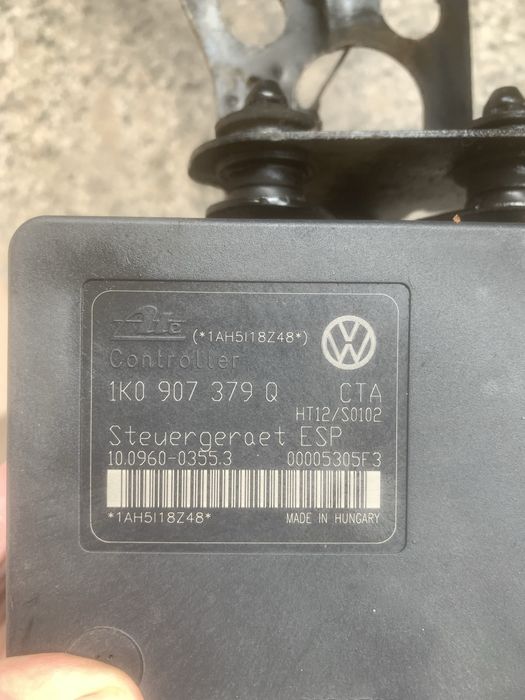 Ate (*1AH5I18Z48*)
Controller
1K0 907 379 Q CTA
HT12/S0102
Steuergeraet ESP
10.0960-0355.3 00005305F3
*1AH5I18Z48* MADE IN HUNGARY